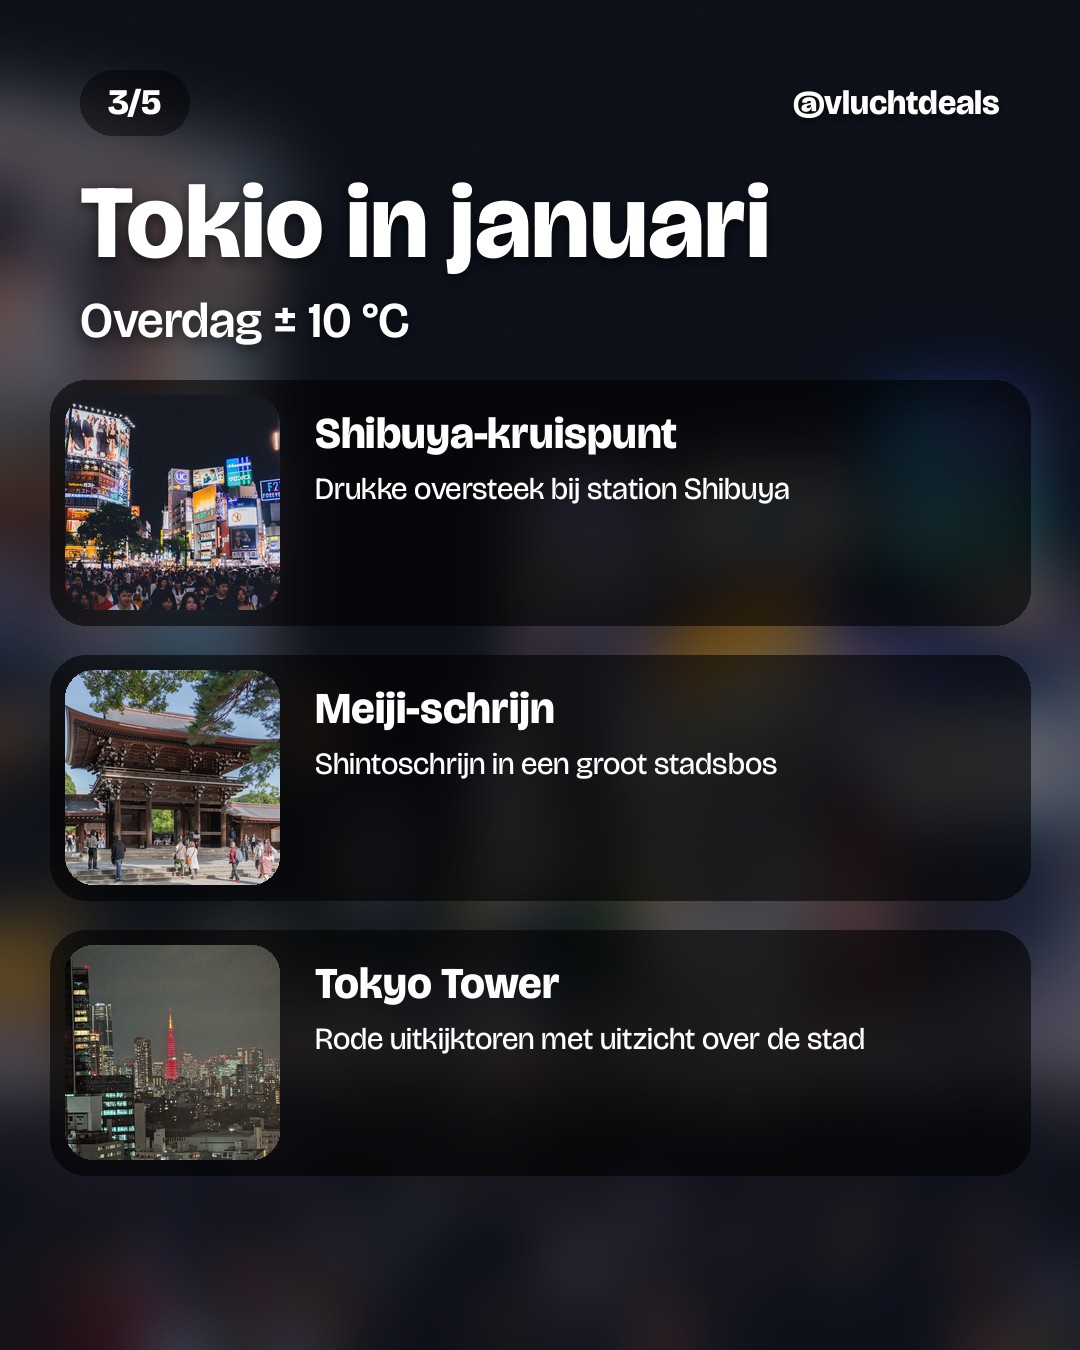 3/5
@vluchtdeals
Tokio in januari
Overdag ± 10 °C
Shibuya-kruispunt
Drukke oversteek bij station Shibuya
Meiji-schrijn
Shintoschrijn in een groot stadsbos
Tokyo Tower
Rode uitkijktoren met uitzicht over de stad